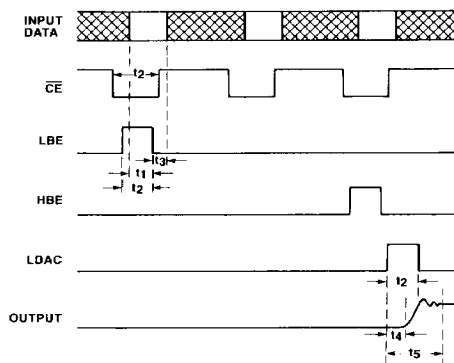 INPUT
DATA
t2
CE
LBE
t3
t1
t2
HBE
LDAC
t2
OUTPUT
t4
t5